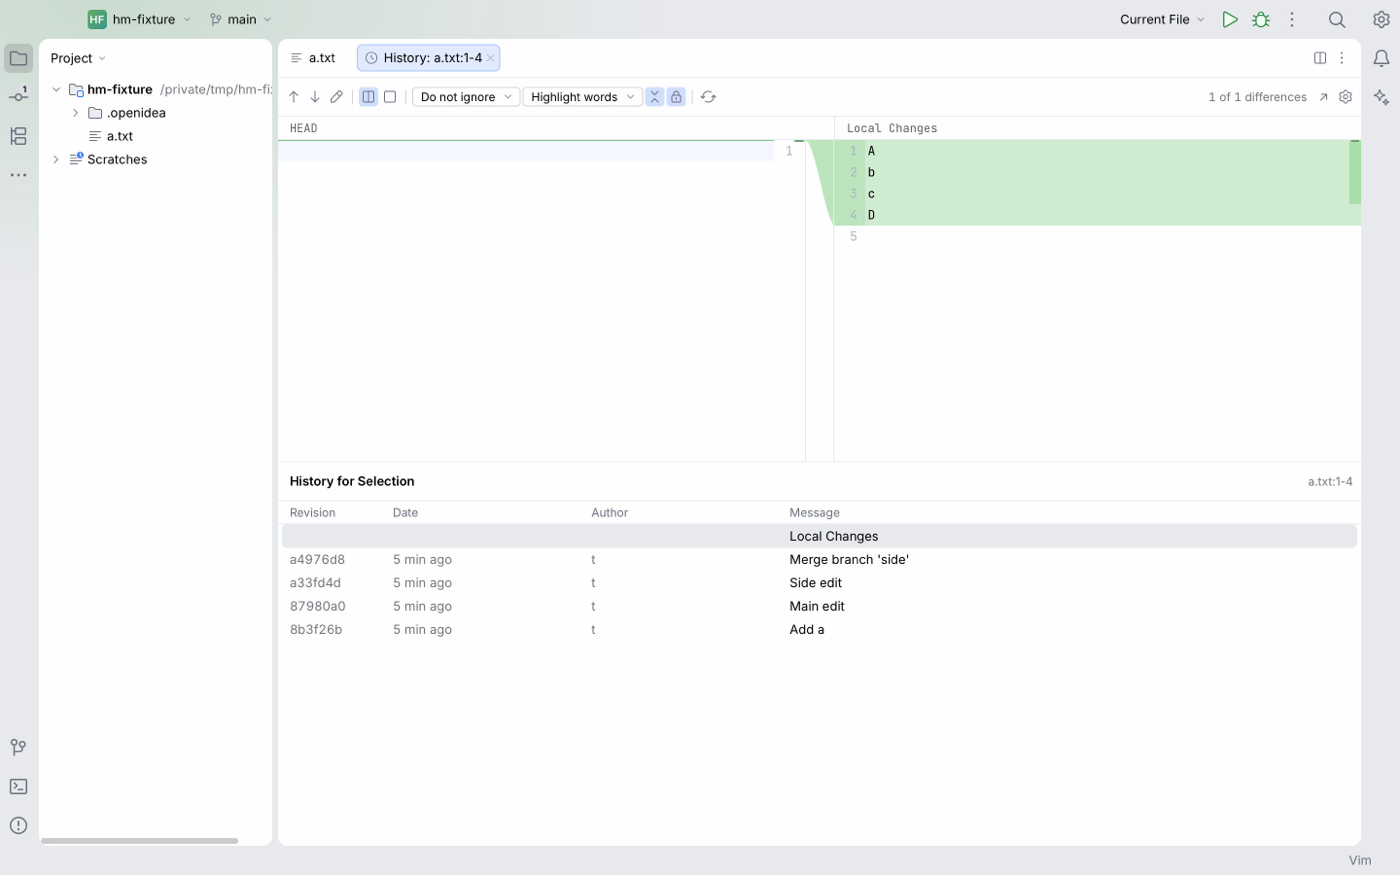 HF hm-fixture main Current File
Project
a.txt History: a.txt:1-4
hm-fixture /private/tmp/hm-fi
.openidea
a.txt
Scratches
1
Do not ignore Highlight words 1 of 1 differences
HEAD Local Changes
1 1 A
2 b
3 c
4 D
5
History for Selection a.txt:1-4
Revision Date Author Message
Local Changes
a4976d8 5 min ago t Merge branch 'side'
a33fd4d 5 min ago t Side edit
87980a0 5 min ago t Main edit
8b3f26b 5 min ago t Add a
Vim